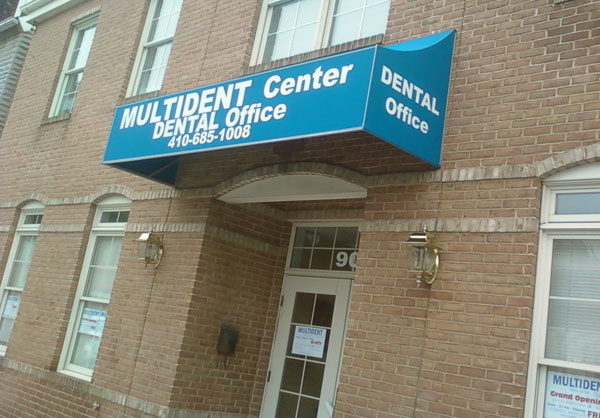 MULTIDENT Center
DENTAL Office
410-685-1008
DENTAL
Office
90
MULTIDENT
MULTIDEN
Grand Openi